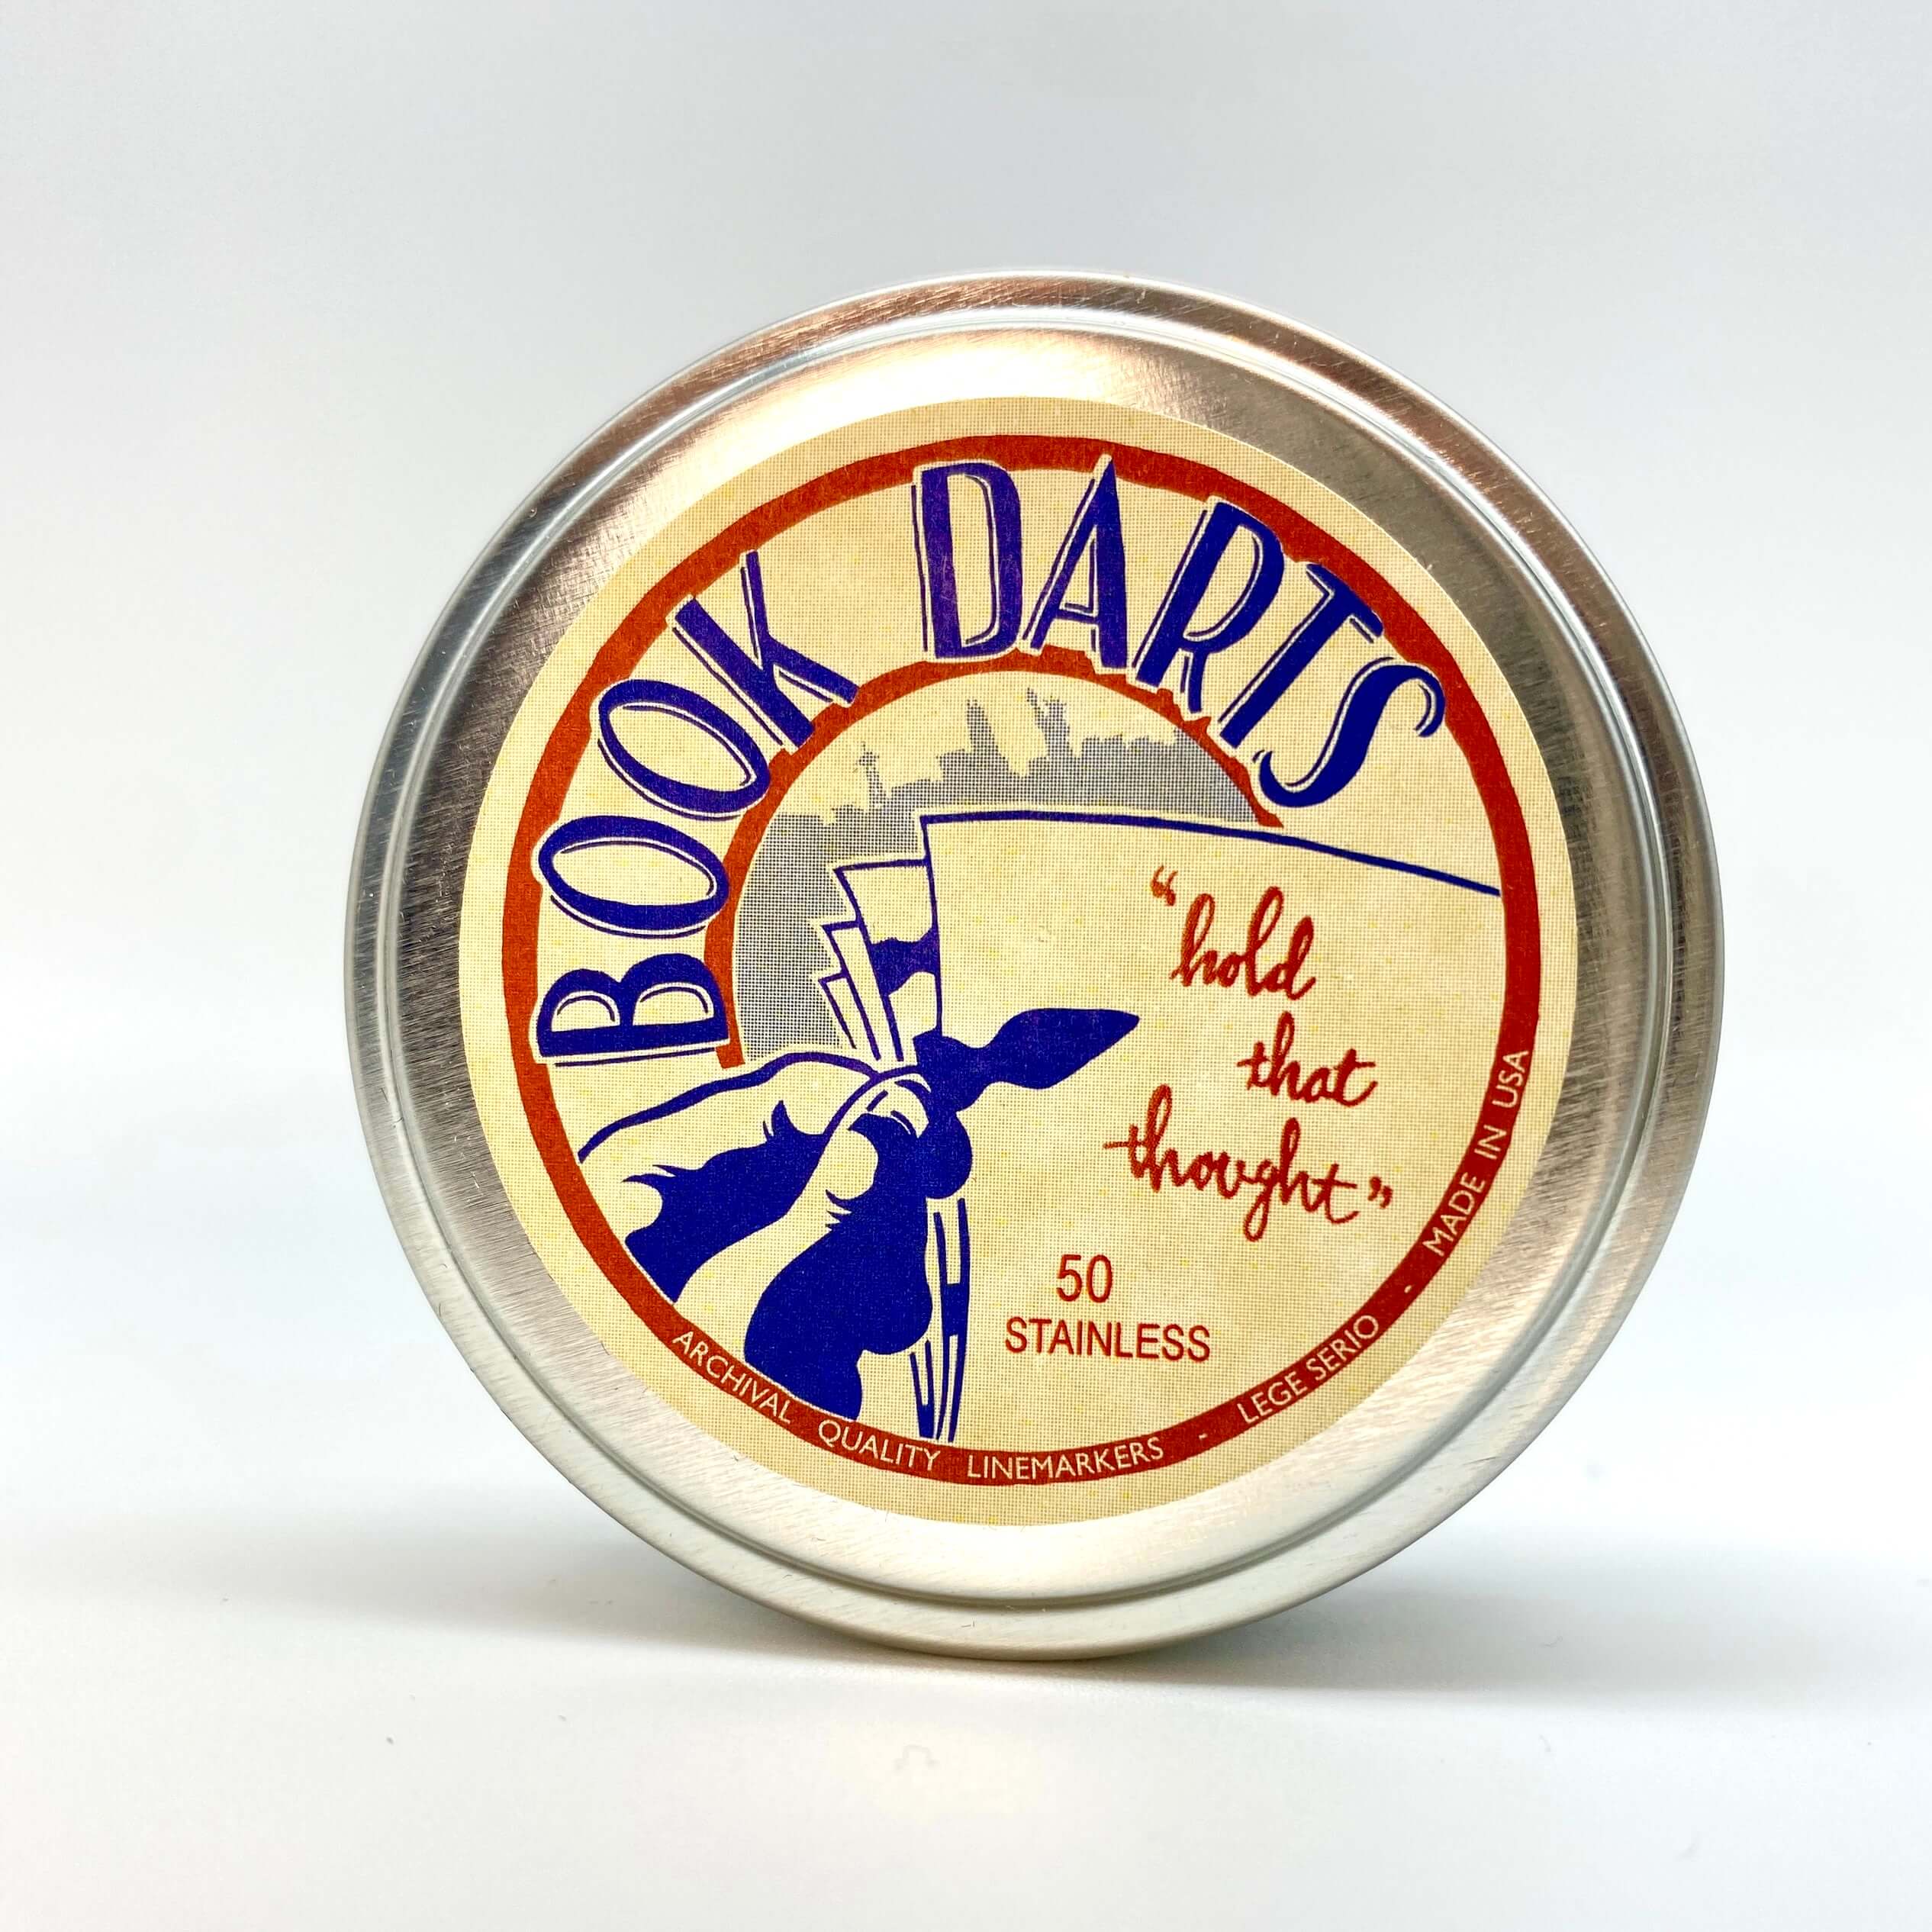 BOOK DARTS
“hold
that
thought”
50
STAINLESS
ARCHIVAL QUALITY LINEMARKERS - LEGE SERIO - MADE IN USA